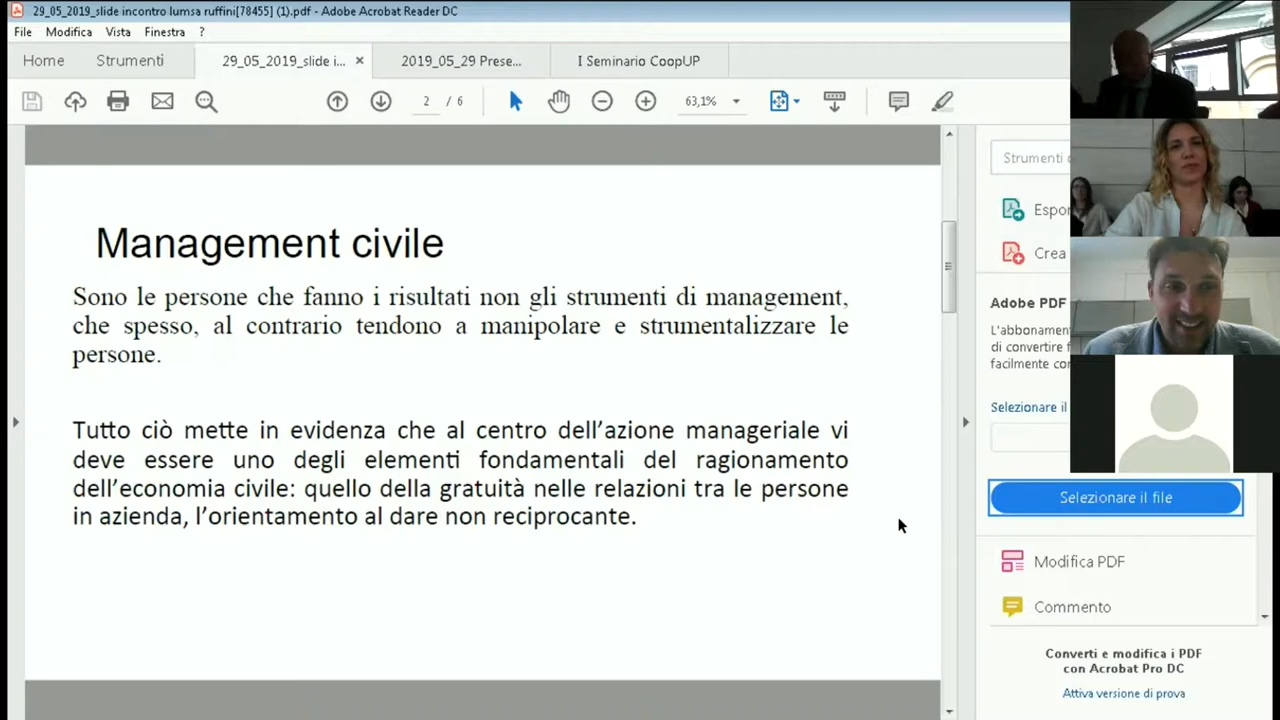 29_05_2019_slide incontro lumsa ruffini[78455] (1).pdf - Adobe Acrobat Reader DC
File Modifica Vista Finestra ?
Home Strumenti 29_05_2019_slide i... × 2019_05_29 Prese... I Seminario CoopUP
2 / 6 63,1%
Strumenti
Management civile
Sono le persone che fanno i risultati non gli strumenti di management,
che spesso, al contrario tendono a manipolare e strumentalizzare le
persone.
Tutto ciò mette in evidenza che al centro dell’azione manageriale vi
deve essere uno degli elementi fondamentali del ragionamento
dell’economia civile: quello della gratuità nelle relazioni tra le persone
in azienda, l’orientamento al dare non reciprocante.
Espor
Crea
Adobe PDF
L'abbonamen
di convertire f
facilmente con
Selezionare il
Selezionare il file
Modifica PDF
Commento
Converti e modifica i PDF
con Acrobat Pro DC
Attiva versione di prova